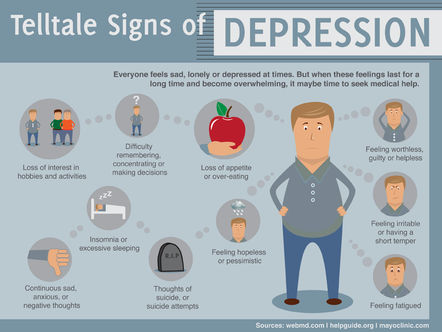 Telltale Signs of DEPRESSION
Everyone feels sad, lonely or depressed at times. But when these feelings last for a
long time and become overwhelming, it maybe time to seek medical help.
Loss of interest in
hobbies and activities
?
Difficulty
remembering,
concentrating or
making decisions
Loss of appetite
or over-eating
Feeling worthless,
guilty or helpless
zzZ
Insomnia or
excessive sleeping
Feeling irritable
or having a
short temper
Continuous sad,
anxious, or
negative thoughts
R.I.P
Thoughts of
suicide, or
suicide attempts
Feeling hopeless
or pessimistic
Feeling fatigued
Sources: webmd.com I helpguide.org I mayoclinic.com